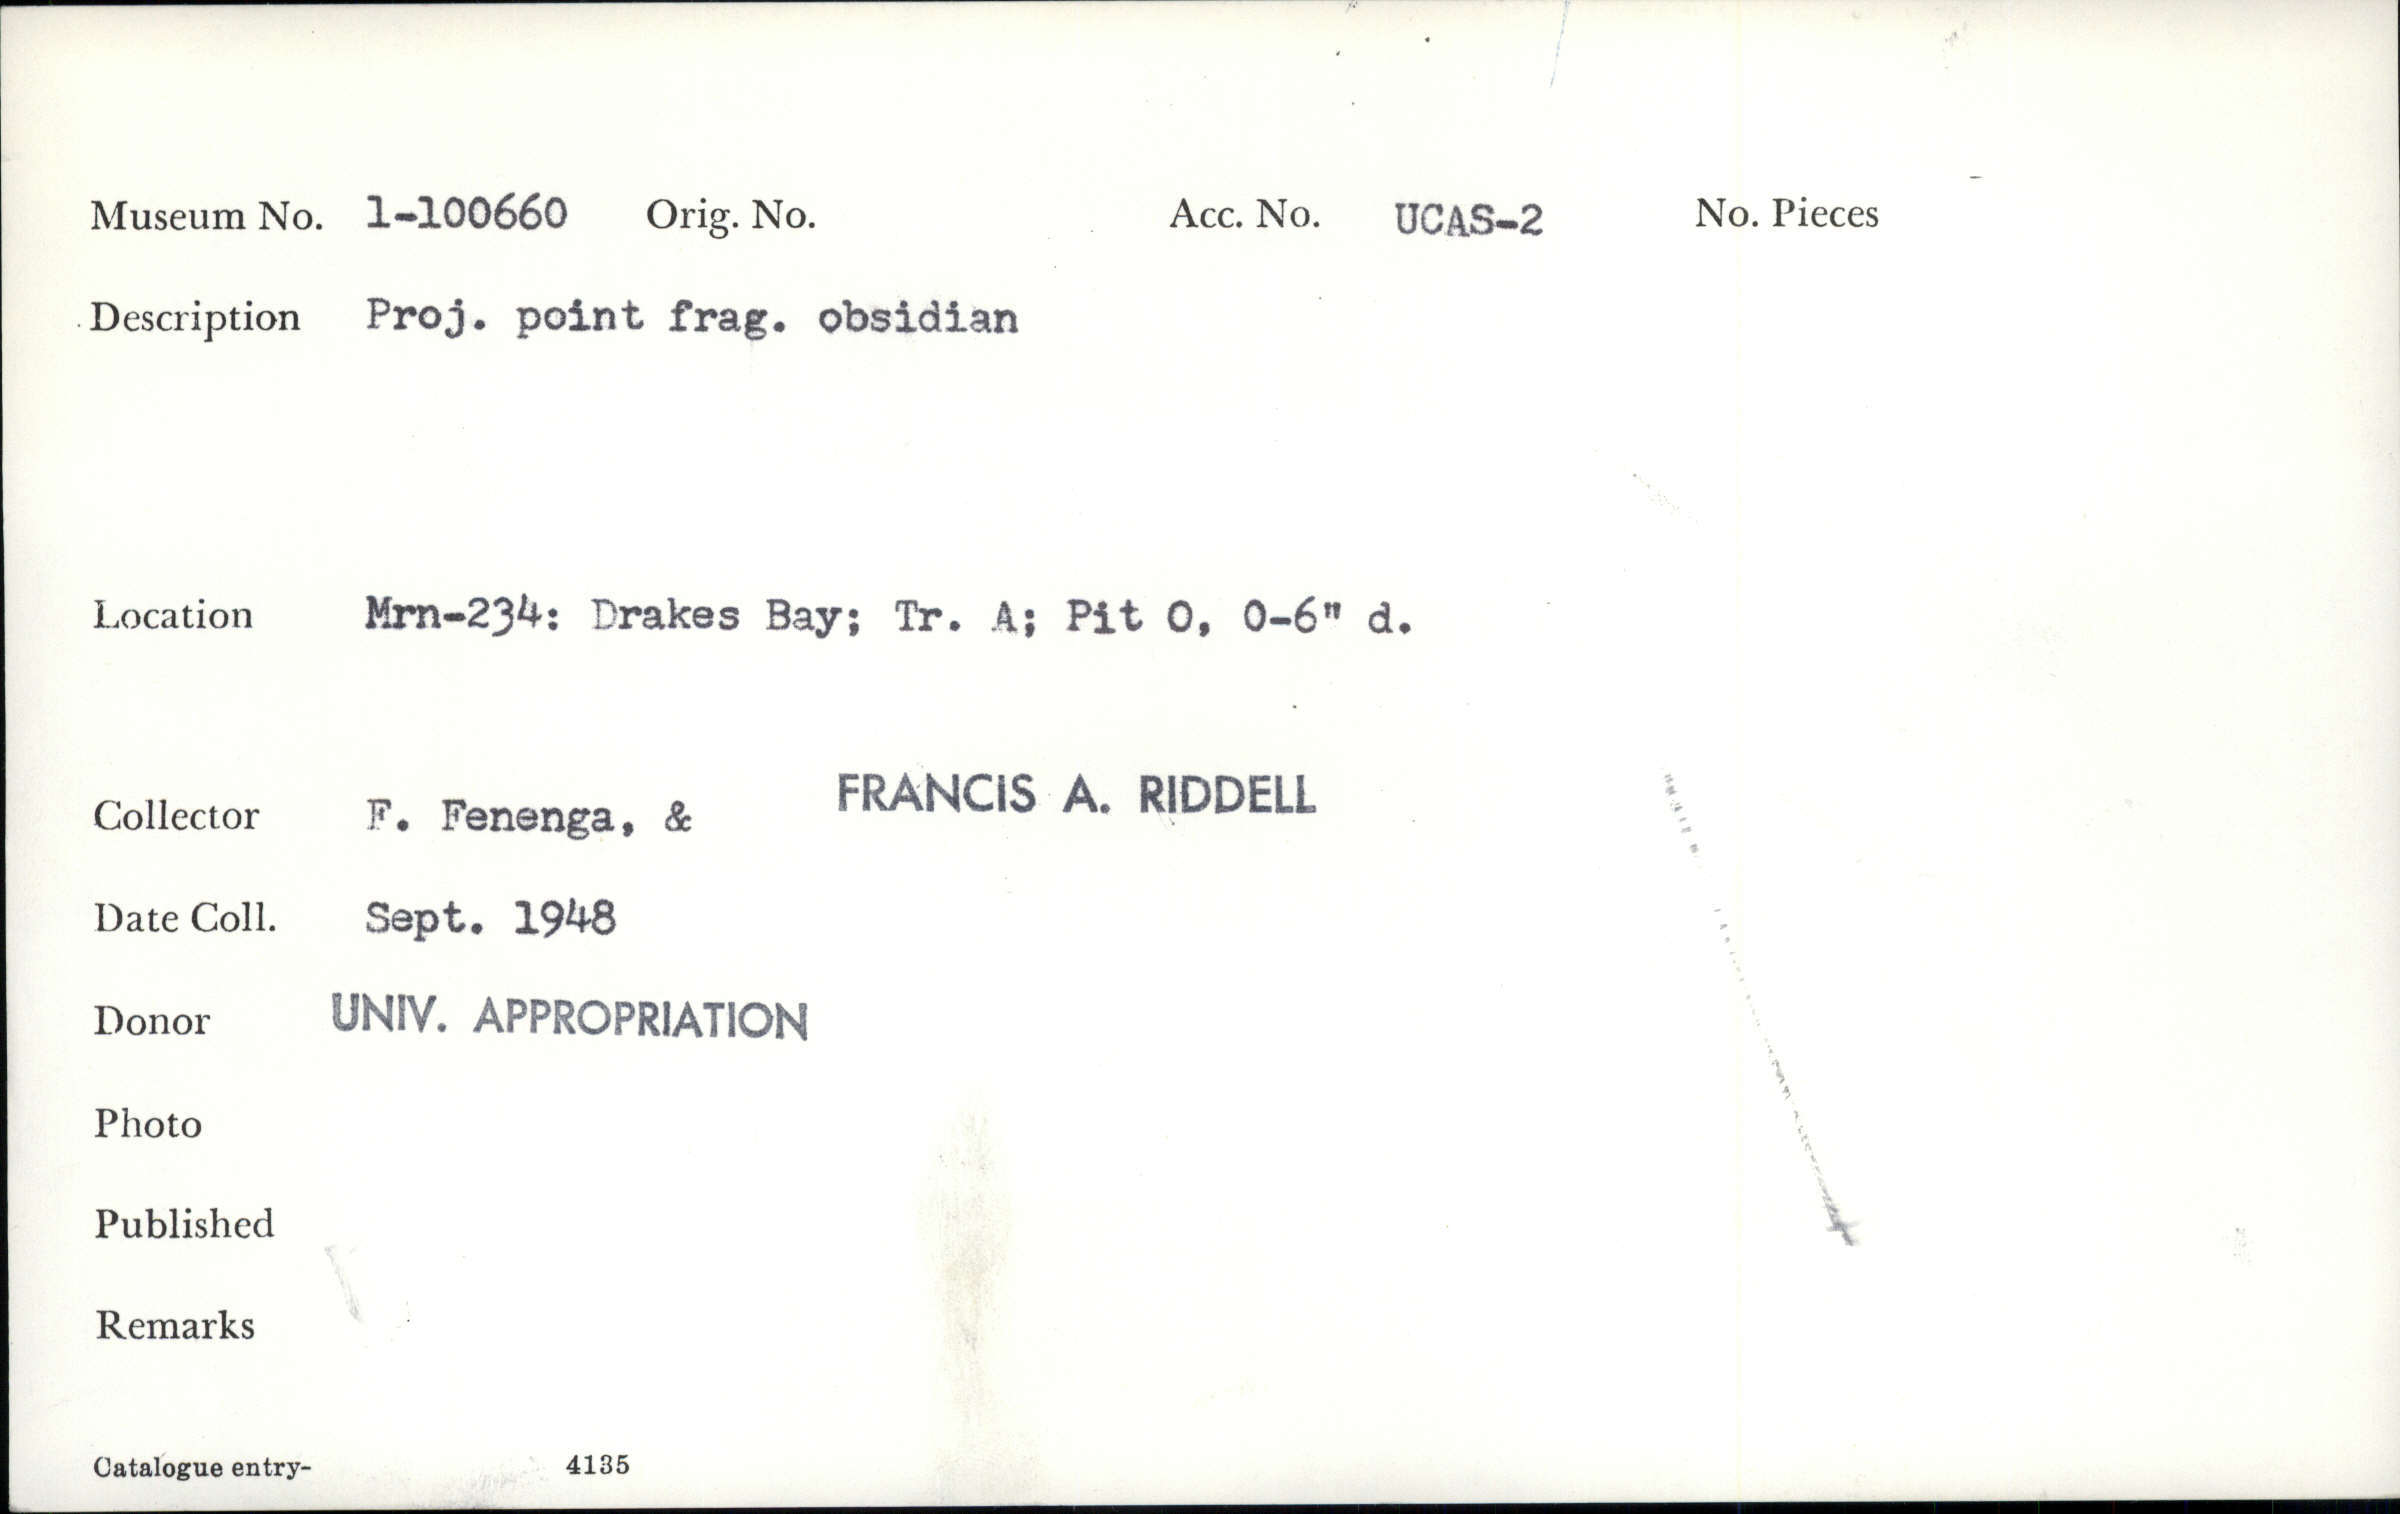 Museum No. 1-100660 Orig. No. Acc. No. UCAS-2 No. Pieces
Description Proj. point frag. obsidian
Location Mrn-234: Drakes Bay; Tr. A; Pit O, 0-6" d.
Collector F. Fenenga, & FRANCIS A. RIDDELL
Date Coll. Sept. 1948
Donor UNIV. APPROPRIATION
Photo
Published
Remarks
Catalogue entry- 4135